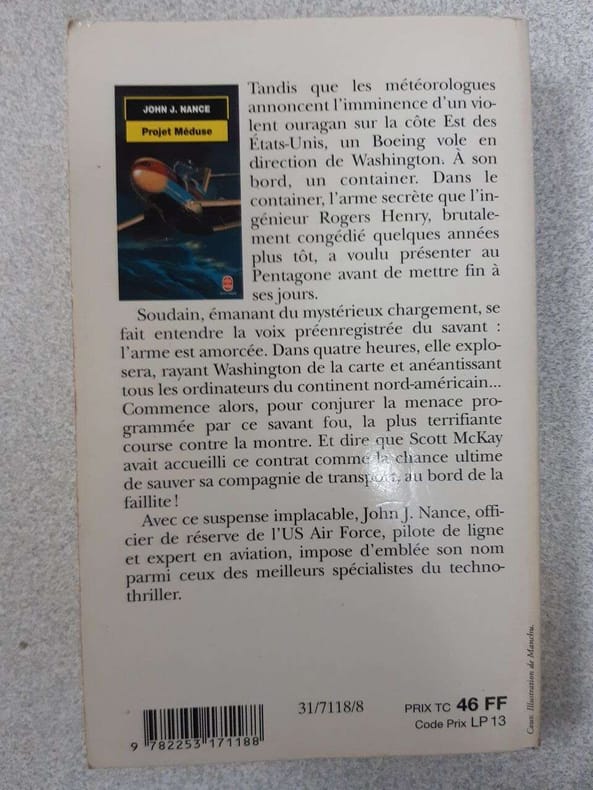 JOHN J. NANCE
Projet Méduse
Tandis que les météorologues
annoncent l'imminence d'un vio-
lent ouragan sur la côte Est des
États-Unis, un Boeing vole en
direction de Washington. À son
bord, un container. Dans le
container, l'arme secrète que l'in-
génieur Rogers Henry, brutale-
ment congédié quelques années
plus tôt, a voulu présenter au
Pentagone avant de mettre fin à
ses jours.
Soudain, émanant du mystérieux chargement, se
fait entendre la voix préenregistrée du savant :
l'arme est amorcée. Dans quatre heures, elle explo-
sera, rayant Washington de la carte et anéantissant
tous les ordinateurs du continent nord-américain...
Commence alors, pour conjurer la menace pro-
grammée par ce savant fou, la plus terrifiante
course contre la montre. Et dire que Scott McKay
avait accueilli ce contrat comme la chance ultime
de sauver sa compagnie de transport, au bord de la
faillite !
Avec ce suspense implacable, John J. Nance, offi-
cier de réserve de l'US Air Force, pilote de ligne
et expert en aviation, impose d'emblée son nom
parmi ceux des meilleurs spécialistes du techno-
thriller.
Couv. Illustration de Manchu.
31/7118/8
PRIX TC 46 FF
Code Prix LP 13
9 782253 171188